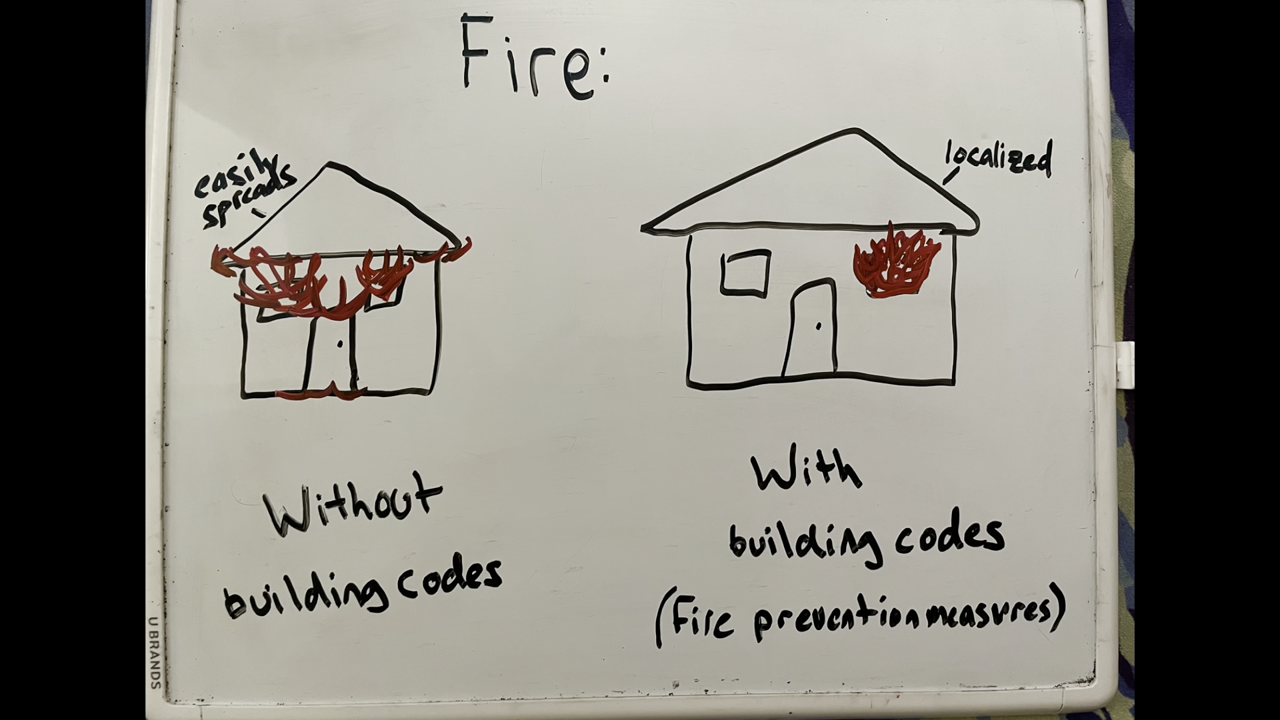 Fire:
easily
spreads
localized
Without
building codes
With
building codes
(Fire prevention measures)
U BRANDS